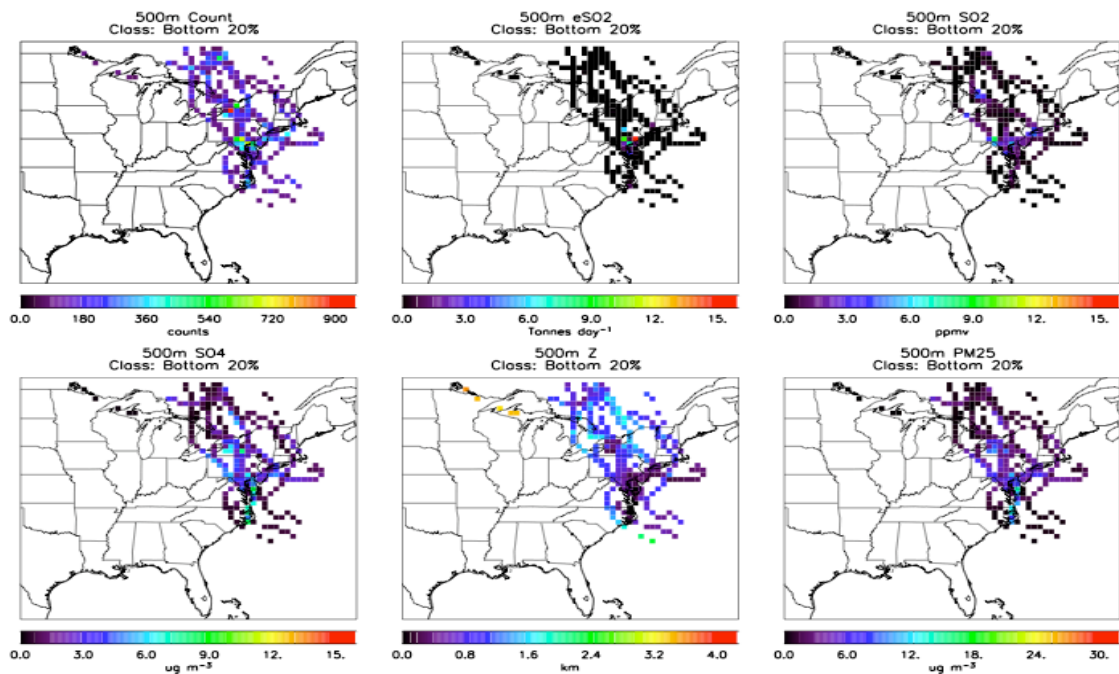 500m Count
Class: Bottom 20%
500m eSO2
Class: Bottom 20%
500m SO2
Class: Bottom 20%
0.0 180 360 540 720 900
counts
0.0 3.0 6.0 9.0 12. 15.
Tonnes day⁻¹
0.0 3.0 6.0 9.0 12. 15.
ppmv
500m SO4
Class: Bottom 20%
500m Z
Class: Bottom 20%
500m PM25
Class: Bottom 20%
0.0 3.0 6.0 9.0 12. 15.
ug m⁻³
0.0 0.8 1.6 2.4 3.2 4.0
km
0.0 6.0 12. 18. 24. 30.
ug m⁻³